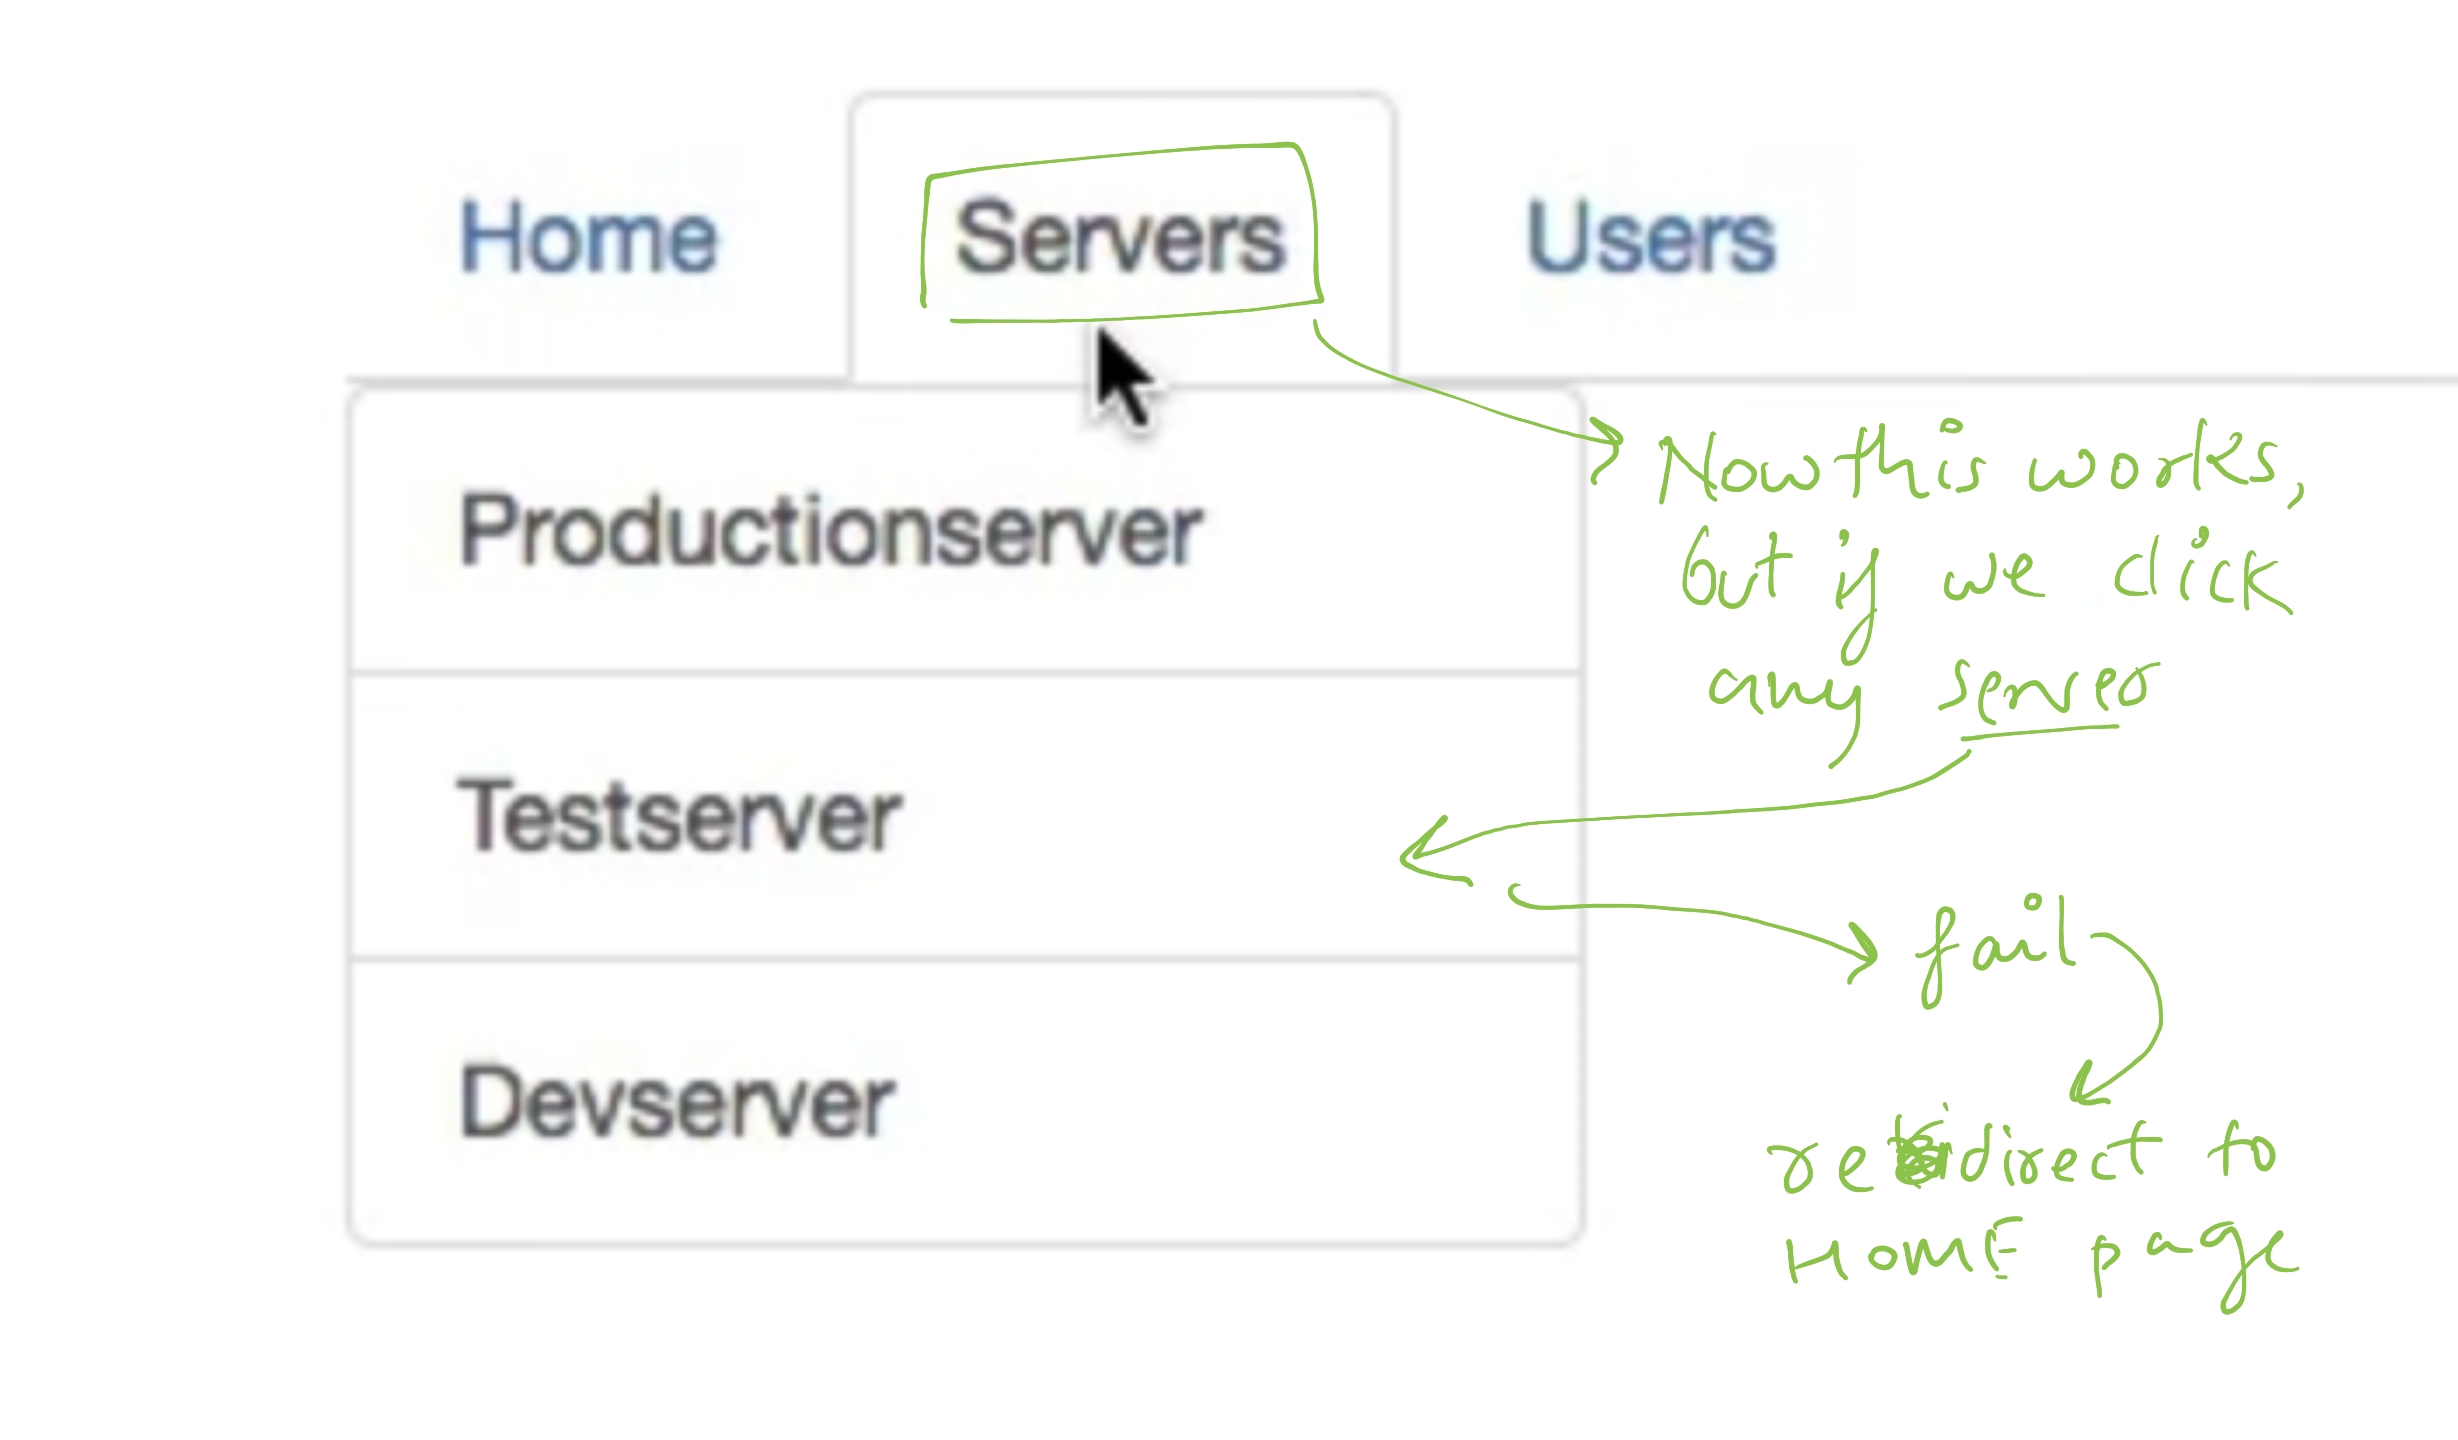 Home Servers Users
Productionserver
Testserver
Devserver
Now this works,
but if we click
any server
fail
redirect to
HOME page